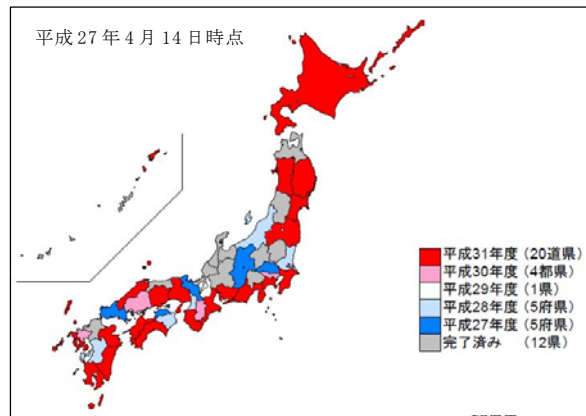 平成27年4月14日時点
平成31年度(20道県)
平成30年度(4都県)
平成29年度(1県)
平成28年度(5府県)
平成27年度(5府県)
完了済み (12県)